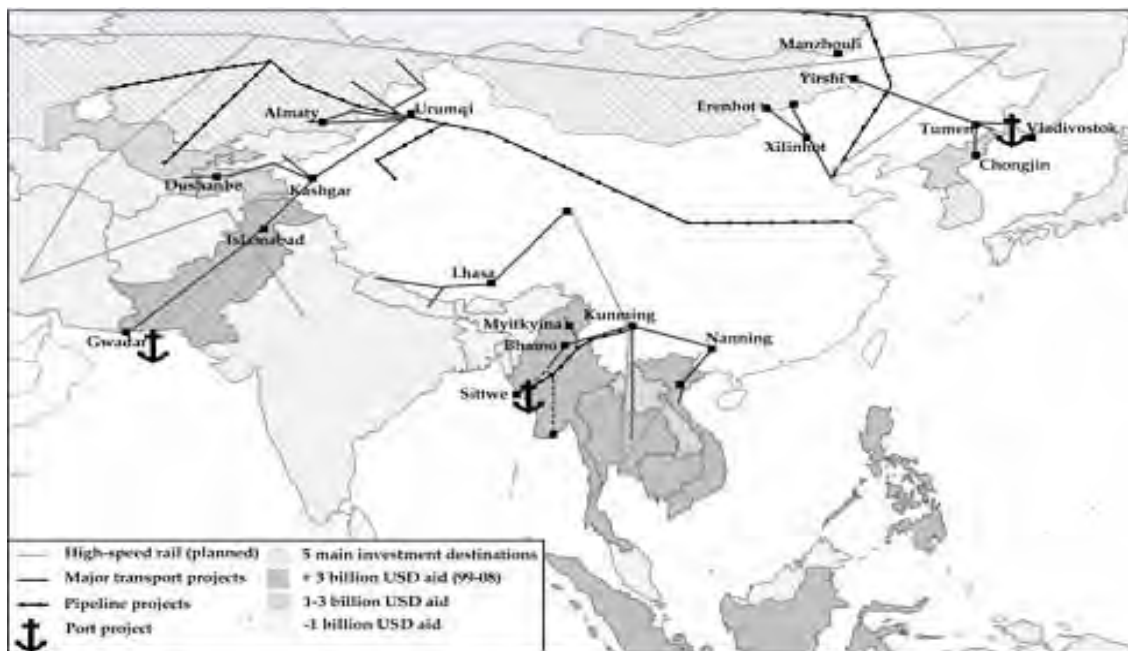 Manzhouli
Yirshi
Erenhot
Xilinhot
Tumen
Vladivostok
Chongjin
Almaty
Urumqi
Dushanbe
Kashgar
Islamabad
Gwadar
Lhasa
Myitkyina
Kunming
Bhamo
Nanning
Sittwe
High-speed rail (planned)
Major transport projects
Pipeline projects
Port project
5 main investment destinations
+ 3 billion USD aid (99-08)
1-3 billion USD aid
-1 billion USD aid